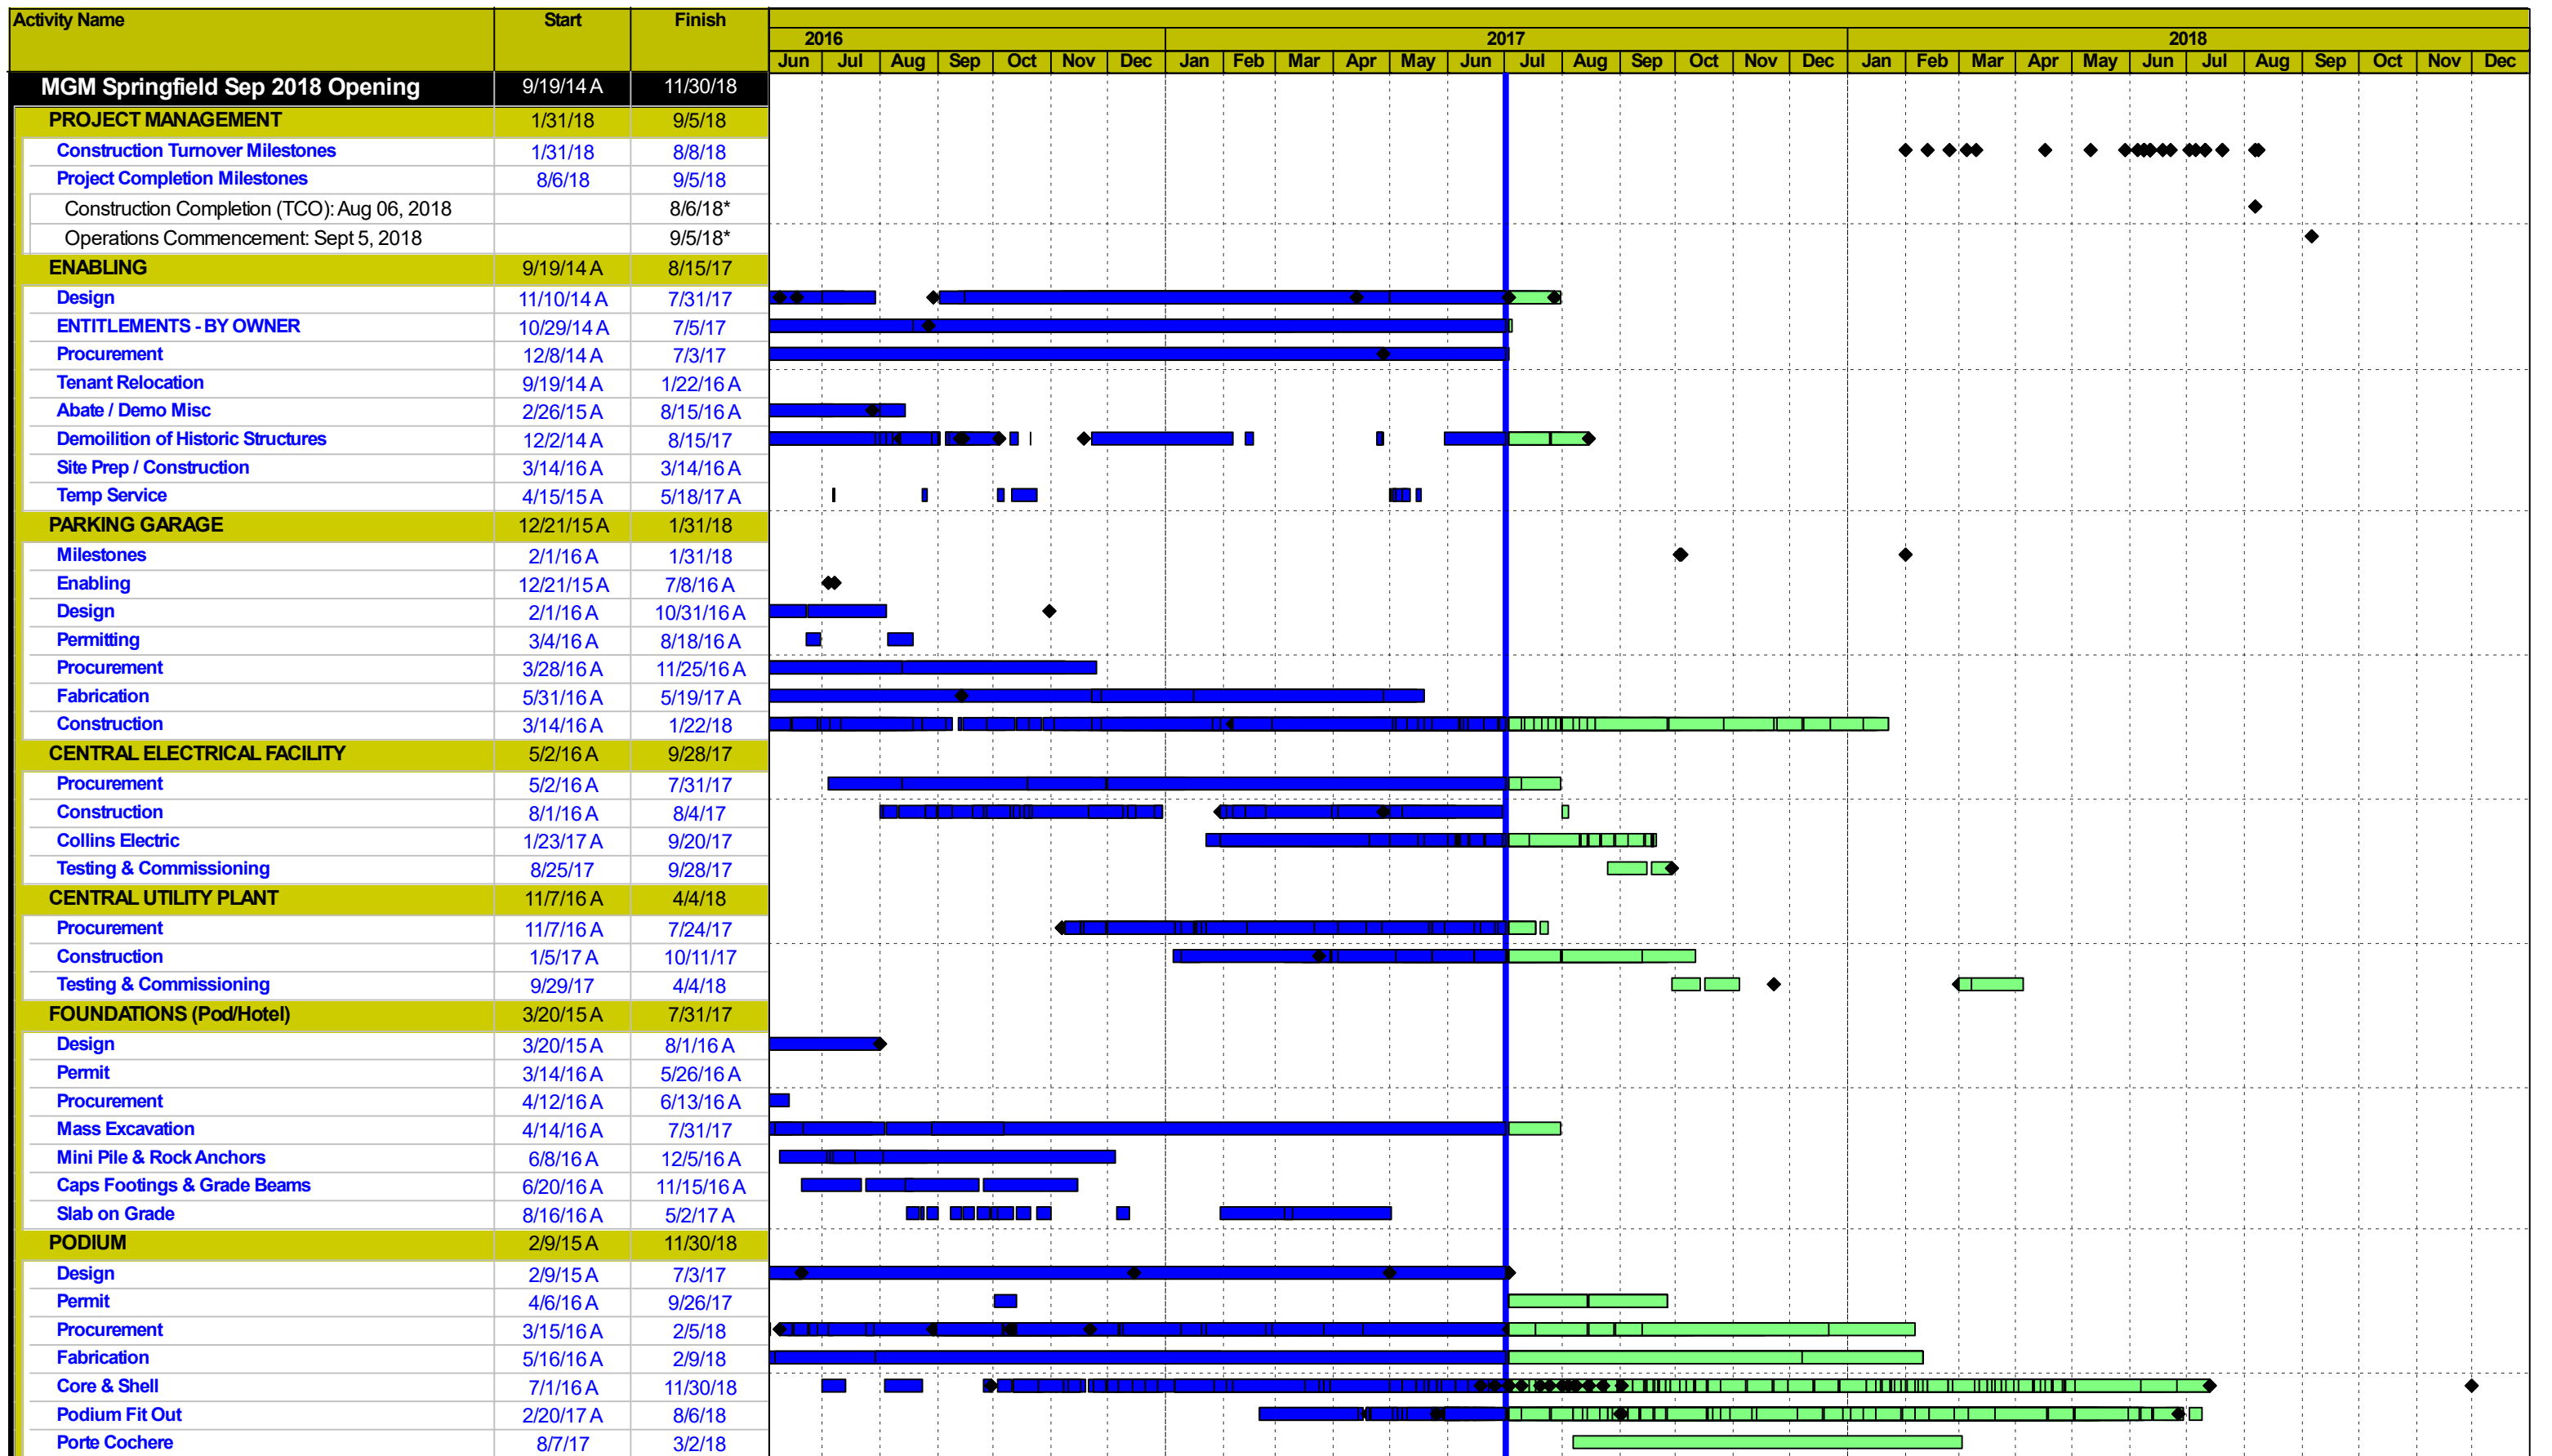 Activity Name Start Finish
2016 2017 2018
Jun Jul Aug Sep Oct Nov Dec Jan Feb Mar Apr May Jun Jul Aug Sep Oct Nov Dec Jan Feb Mar Apr May Jun Jul Aug Sep Oct Nov Dec
MGM Springfield Sep 2018 Opening 9/19/14 A 11/30/18
PROJECT MANAGEMENT 1/31/18 9/5/18
Construction Turnover Milestones 1/31/18 8/8/18
Project Completion Milestones 8/6/18 9/5/18
Construction Completion (TCO): Aug 06, 2018 8/6/18*
Operations Commencement: Sept 5, 2018 9/5/18*
ENABLING 9/19/14 A 8/15/17
Design 11/10/14 A 7/31/17
ENTITLEMENTS - BY OWNER 10/29/14 A 7/5/17
Procurement 12/8/14 A 7/3/17
Tenant Relocation 9/19/14 A 1/22/16 A
Abate / Demo Misc 2/26/15 A 8/15/16 A
Demoilition of Historic Structures 12/2/14 A 8/15/17
Site Prep / Construction 3/14/16 A 3/14/16 A
Temp Service 4/15/15 A 5/18/17 A
PARKING GARAGE 12/21/15 A 1/31/18
Milestones 2/1/16 A 1/31/18
Enabling 12/21/15 A 7/8/16 A
Design 2/1/16 A 10/31/16 A
Permitting 3/4/16 A 8/18/16 A
Procurement 3/28/16 A 11/25/16 A
Fabrication 5/31/16 A 5/19/17 A
Construction 3/14/16 A 1/22/18
CENTRAL ELECTRICAL FACILITY 5/2/16 A 9/28/17
Procurement 5/2/16 A 7/31/17
Construction 8/1/16 A 8/4/17
Collins Electric 1/23/17 A 9/20/17
Testing & Commissioning 8/25/17 9/28/17
CENTRAL UTILITY PLANT 11/7/16 A 4/4/18
Procurement 11/7/16 A 7/24/17
Construction 1/5/17 A 10/11/17
Testing & Commissioning 9/29/17 4/4/18
FOUNDATIONS (Pod/Hotel) 3/20/15 A 7/31/17
Design 3/20/15 A 8/1/16 A
Permit 3/14/16 A 5/26/16 A
Procurement 4/12/16 A 6/13/16 A
Mass Excavation 4/14/16 A 7/31/17
Mini Pile & Rock Anchors 6/8/16 A 12/5/16 A
Caps Footings & Grade Beams 6/20/16 A 11/15/16 A
Slab on Grade 8/16/16 A 5/2/17 A
PODIUM 2/9/15 A 11/30/18
Design 2/9/15 A 7/3/17
Permit 4/6/16 A 9/26/17
Procurement 3/15/16 A 2/5/18
Fabrication 5/16/16 A 2/9/18
Core & Shell 7/1/16 A 11/30/18
Podium Fit Out 2/20/17 A 8/6/18
Porte Cochere 8/7/17 3/2/18